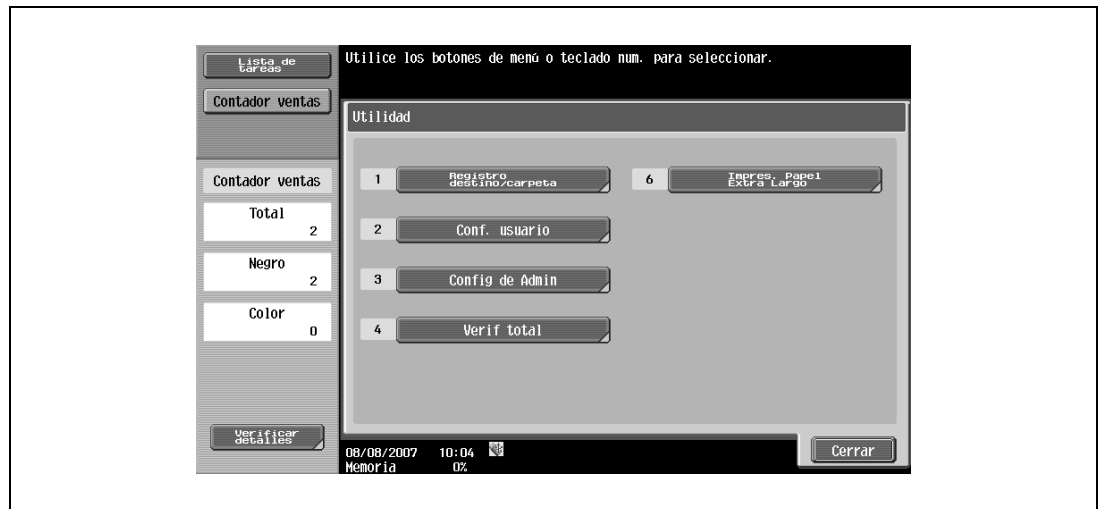 Lista de
tareas
Utilice los botones de menú o teclado num. para seleccionar.
Contador ventas
Utilidad
Contador ventas
1 Registro
destino/carpeta
6 Impres. Papel
Extra Largo
Total
2
2 Conf. usuario
Negro
2
3 Config de Admin
Color
0
4 Verif total
Verificar
detalles
08/08/2007 10:04
Memoria 0%
Cerrar